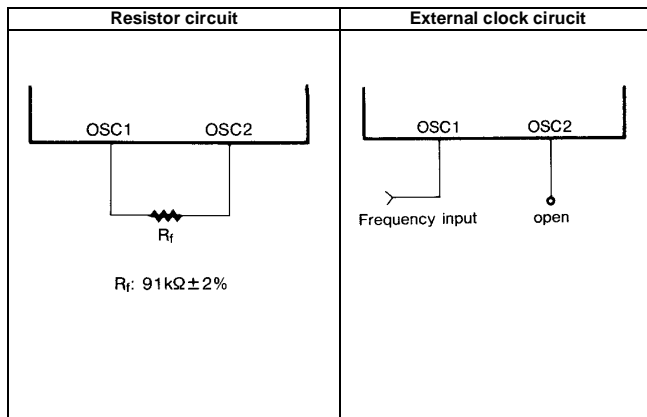 Resistor circuit
External clock cirucit
OSC1 OSC2
Rf
Rf: 91kΩ±2%
OSC1 OSC2
Frequency input open